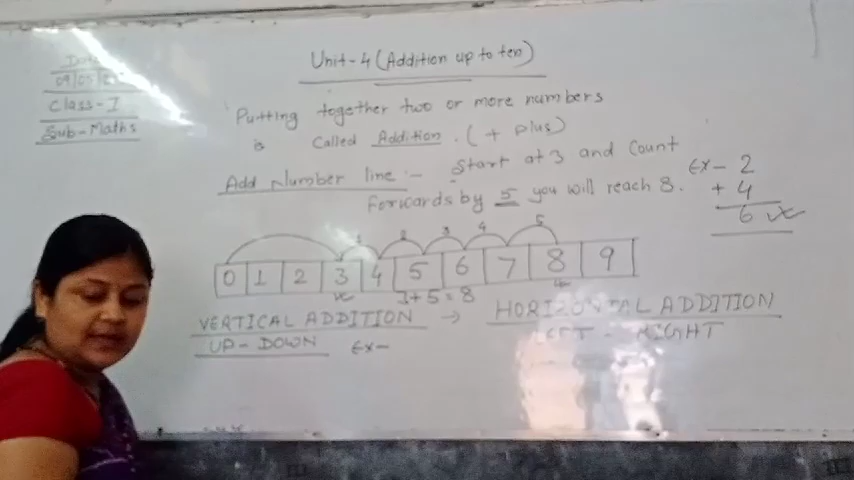 Unit-4 (Addition up to ten)
09/05/
Class-I
Sub-Maths
Putting together two or more numbers
is called Addition. (+ plus)
Add Number line :- Start at 3 and Count
forwards by 5 you will reach 8.
Ex- 2
+ 4
6
1 2 3 4 5
0 1 2 3 4 5 6 7 8 9
3+5=8
VERTICAL ADDITION → HORIZONTAL ADDITION
UP-DOWN Ex- LEFT - RIGHT